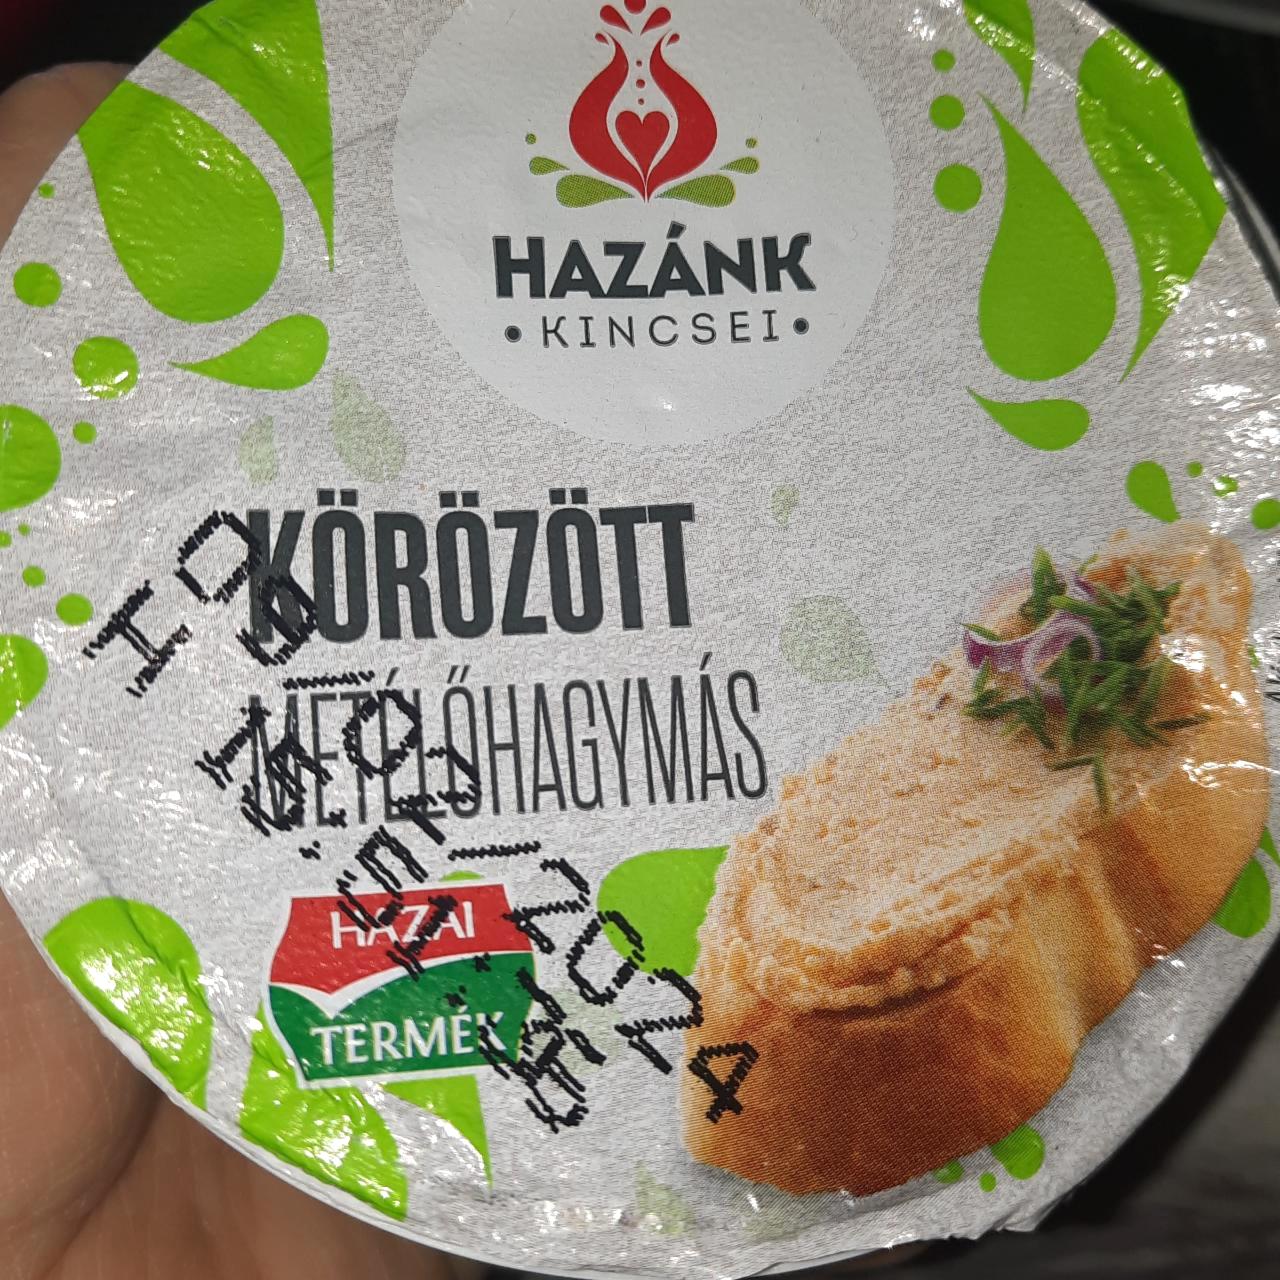 HAZÁNK
• KINCSEI •
KÖRÖZÖTT
METÉLŐHAGYMÁS
HAZAI
TERMÉK